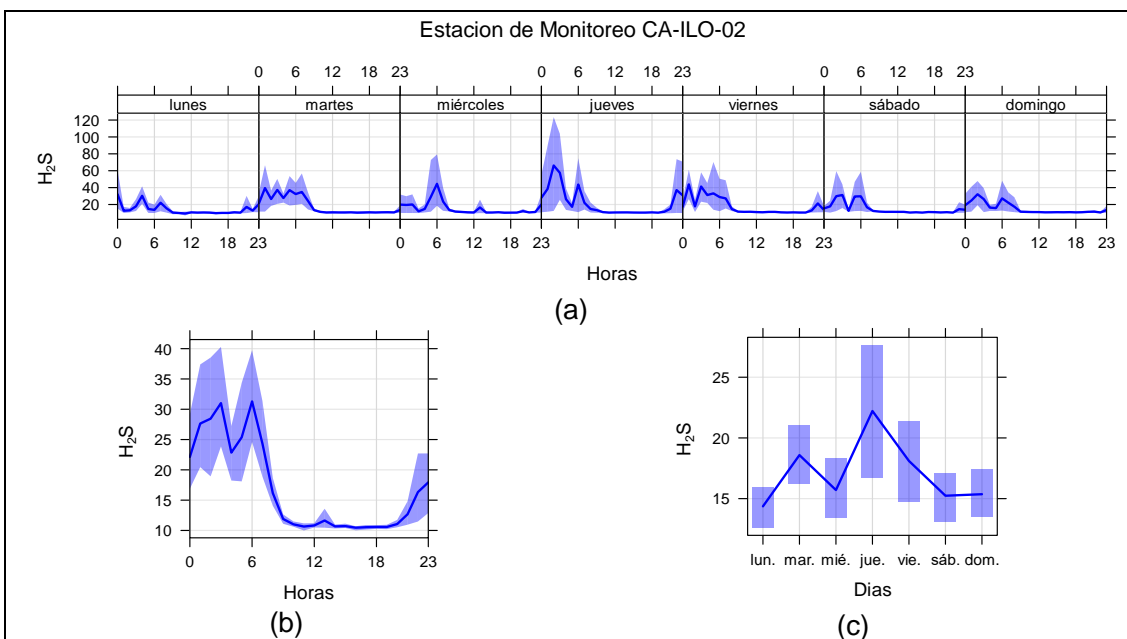 Estacion de Monitoreo CA-ILO-02
0 6 12 18 23 0 6 12 18 23 0 6 12 18 23
lunes martes miércoles jueves viernes sábado domingo
120
100
80
60
40
20
H₂S
0 6 12 18 23 0 6 12 18 23 0 6 12 18 23 0 6 12 18 23
Horas
(a)
40
35
30
25
20
15
10
H₂S
0 6 12 18 23
Horas
(b)
25
20
15
H₂S
lun. mar. mié. jue. vie. sáb. dom.
Dias
(c)